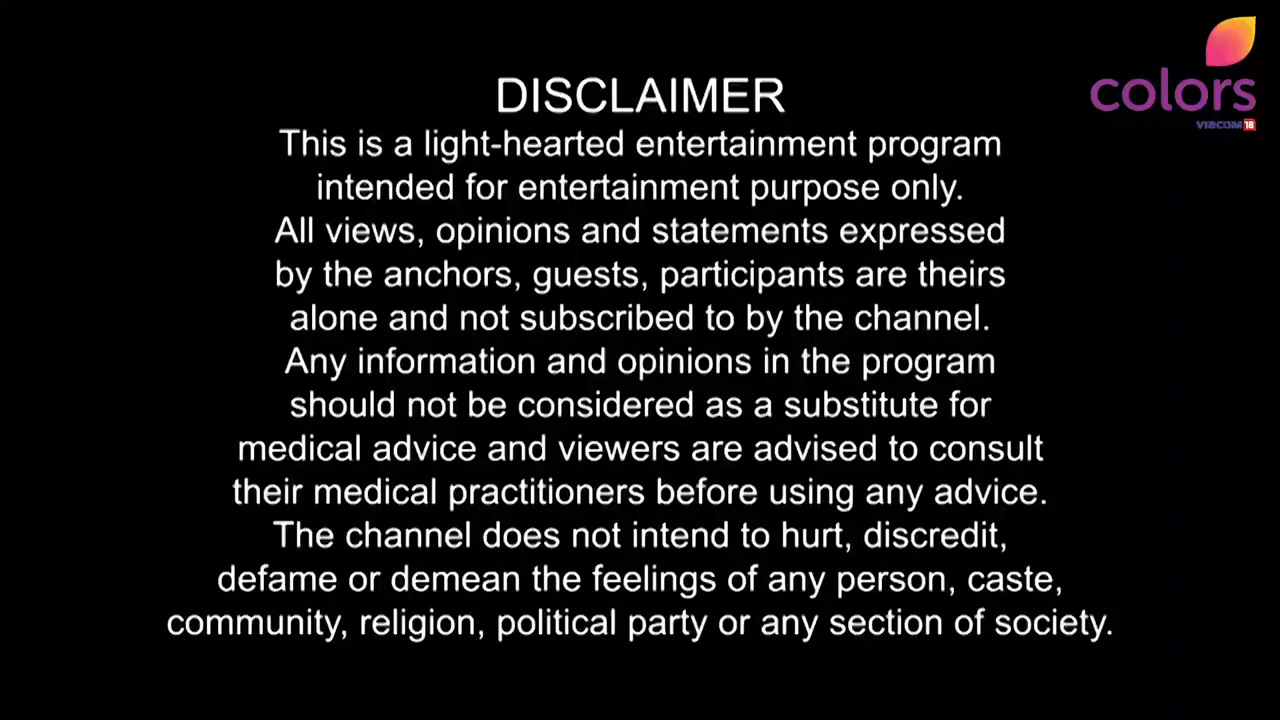 colors
VIACOM 18
DISCLAIMER
This is a light-hearted entertainment program
intended for entertainment purpose only.
All views, opinions and statements expressed
by the anchors, guests, participants are theirs
alone and not subscribed to by the channel.
Any information and opinions in the program
should not be considered as a substitute for
medical advice and viewers are advised to consult
their medical practitioners before using any advice.
The channel does not intend to hurt, discredit,
defame or demean the feelings of any person, caste,
community, religion, political party or any section of society.